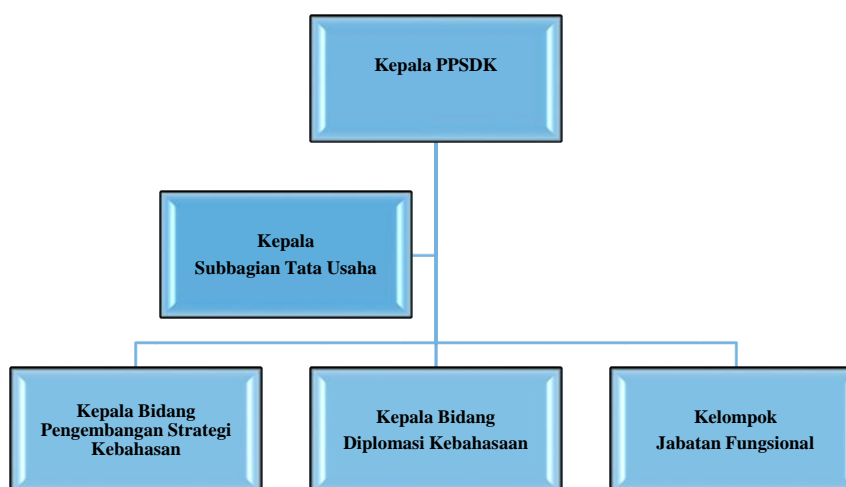 Kepala PPSDK
Kepala
Subbagian Tata Usaha
Kepala Bidang
Pengembangan Strategi
Kebahasan
Kepala Bidang
Diplomasi Kebahasaan
Kelompok
Jabatan Fungsional